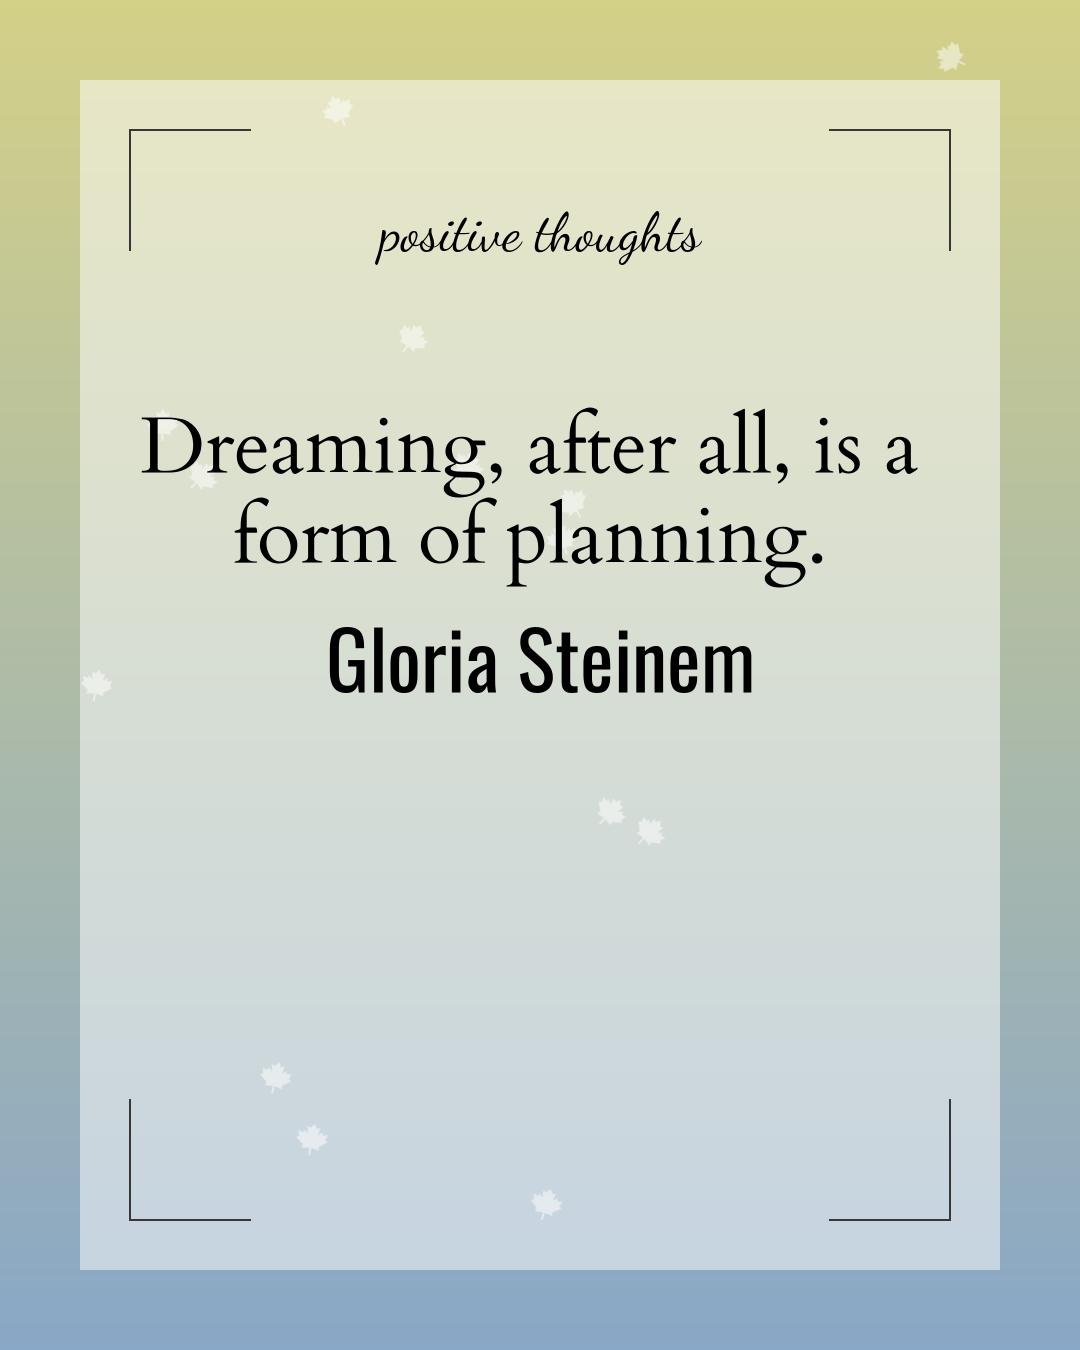 positive thoughts
Dreaming, after all, is a
form of planning.
Gloria Steinem